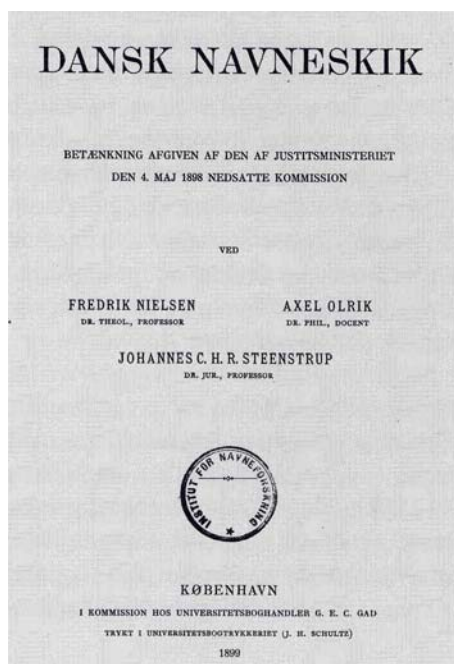 DANSK NAVNESKIK
BETÆNKNING AFGIVEN AF DEN AF JUSTITSMINISTERIET
DEN 4. MAJ 1898 NEDSATTE KOMMISSION
VED
FREDRIK NIELSEN
DR. THEOL., PROFESSOR
AXEL OLRIK
DR. PHIL., DOCENT
JOHANNES C. H. R. STEENSTRUP
DR. JUR., PROFESSOR
INSTITUT FOR NAVNEFORSKNING
KØBENHAVN
I KOMMISSION HOS UNIVERSITETSBOGHANDLER G. E. C. GAD
TRYKT I UNIVERSITETSBOGTRYKKERIET (J. H. SCHULTZ)
1899